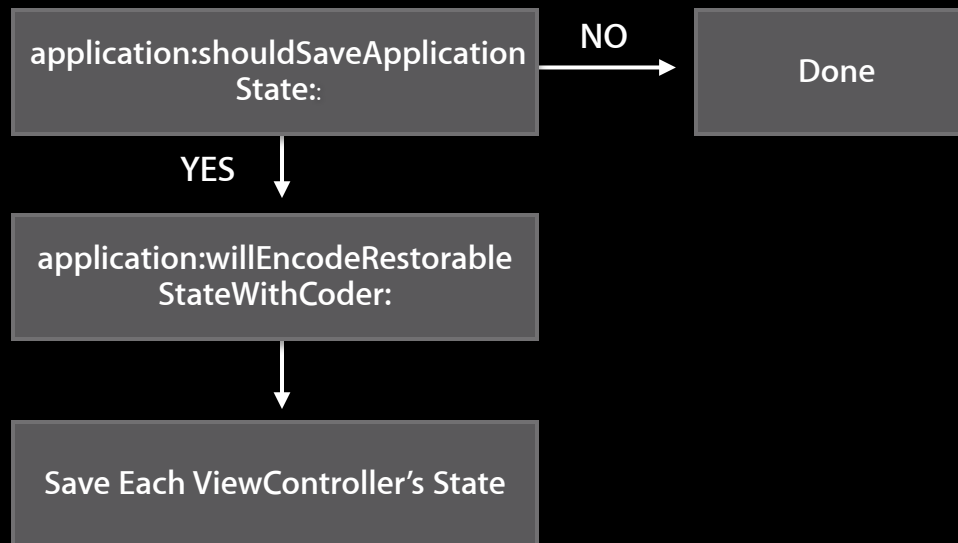 application:shouldSaveApplication
State::
NO
Done
YES
application:willEncodeRestorable
StateWithCoder:
Save Each ViewController’s State